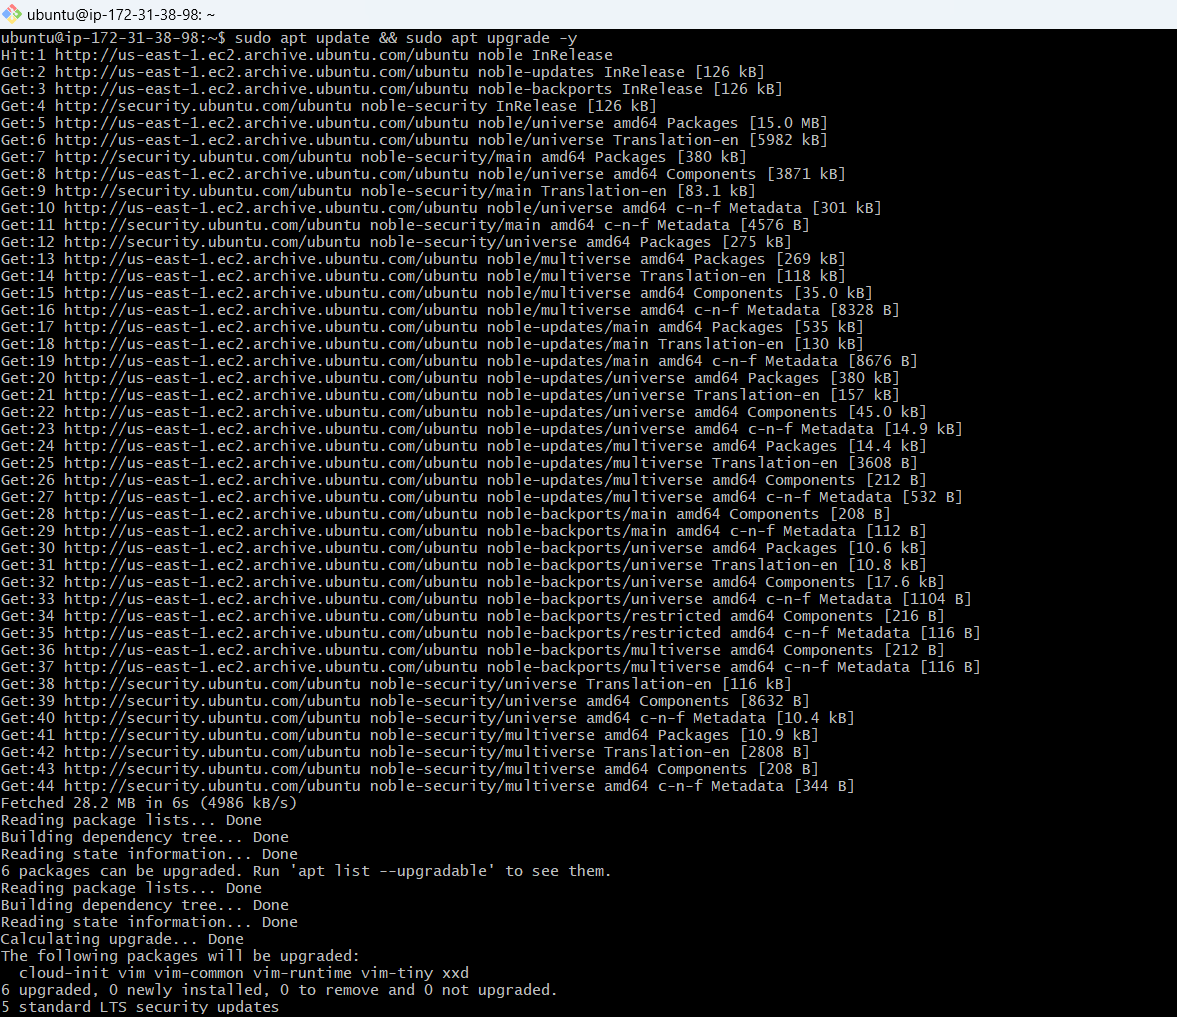 ubuntu@ip-172-31-38-98: ~
ubuntu@ip-172-31-38-98:~$ sudo apt update && sudo apt upgrade -y
Hit:1 http://us-east-1.ec2.archive.ubuntu.com/ubuntu noble InRelease
Get:2 http://us-east-1.ec2.archive.ubuntu.com/ubuntu noble-updates InRelease [126 kB]
Get:3 http://us-east-1.ec2.archive.ubuntu.com/ubuntu noble-backports InRelease [126 kB]
Get:4 http://security.ubuntu.com/ubuntu noble-security InRelease [126 kB]
Get:5 http://us-east-1.ec2.archive.ubuntu.com/ubuntu noble/universe amd64 Packages [15.0 MB]
Get:6 http://us-east-1.ec2.archive.ubuntu.com/ubuntu noble/universe Translation-en [5982 kB]
Get:7 http://security.ubuntu.com/ubuntu noble-security/main amd64 Packages [380 kB]
Get:8 http://us-east-1.ec2.archive.ubuntu.com/ubuntu noble/universe amd64 Components [3871 kB]
Get:9 http://security.ubuntu.com/ubuntu noble-security/main Translation-en [83.1 kB]
Get:10 http://us-east-1.ec2.archive.ubuntu.com/ubuntu noble/universe amd64 c-n-f Metadata [301 kB]
Get:11 http://security.ubuntu.com/ubuntu noble-security/main amd64 c-n-f Metadata [4576 B]
Get:12 http://security.ubuntu.com/ubuntu noble-security/universe amd64 Packages [275 kB]
Get:13 http://us-east-1.ec2.archive.ubuntu.com/ubuntu noble/multiverse amd64 Packages [269 kB]
Get:14 http://us-east-1.ec2.archive.ubuntu.com/ubuntu noble/multiverse Translation-en [118 kB]
Get:15 http://us-east-1.ec2.archive.ubuntu.com/ubuntu noble/multiverse amd64 Components [35.0 kB]
Get:16 http://us-east-1.ec2.archive.ubuntu.com/ubuntu noble/multiverse amd64 c-n-f Metadata [8328 B]
Get:17 http://us-east-1.ec2.archive.ubuntu.com/ubuntu noble-updates/main amd64 Packages [535 kB]
Get:18 http://us-east-1.ec2.archive.ubuntu.com/ubuntu noble-updates/main Translation-en [130 kB]
Get:19 http://us-east-1.ec2.archive.ubuntu.com/ubuntu noble-updates/main amd64 c-n-f Metadata [8676 B]
Get:20 http://us-east-1.ec2.archive.ubuntu.com/ubuntu noble-updates/universe amd64 Packages [380 kB]
Get:21 http://us-east-1.ec2.archive.ubuntu.com/ubuntu noble-updates/universe Translation-en [157 kB]
Get:22 http://us-east-1.ec2.archive.ubuntu.com/ubuntu noble-updates/universe amd64 Components [45.0 kB]
Get:23 http://us-east-1.ec2.archive.ubuntu.com/ubuntu noble-updates/universe amd64 c-n-f Metadata [14.9 kB]
Get:24 http://us-east-1.ec2.archive.ubuntu.com/ubuntu noble-updates/multiverse amd64 Packages [14.4 kB]
Get:25 http://us-east-1.ec2.archive.ubuntu.com/ubuntu noble-updates/multiverse Translation-en [3608 B]
Get:26 http://us-east-1.ec2.archive.ubuntu.com/ubuntu noble-updates/multiverse amd64 Components [212 B]
Get:27 http://us-east-1.ec2.archive.ubuntu.com/ubuntu noble-updates/multiverse amd64 c-n-f Metadata [532 B]
Get:28 http://us-east-1.ec2.archive.ubuntu.com/ubuntu noble-backports/main amd64 Components [208 B]
Get:29 http://us-east-1.ec2.archive.ubuntu.com/ubuntu noble-backports/main amd64 c-n-f Metadata [112 B]
Get:30 http://us-east-1.ec2.archive.ubuntu.com/ubuntu noble-backports/universe amd64 Packages [10.6 kB]
Get:31 http://us-east-1.ec2.archive.ubuntu.com/ubuntu noble-backports/universe Translation-en [10.8 kB]
Get:32 http://us-east-1.ec2.archive.ubuntu.com/ubuntu noble-backports/universe amd64 Components [17.6 kB]
Get:33 http://us-east-1.ec2.archive.ubuntu.com/ubuntu noble-backports/universe amd64 c-n-f Metadata [1104 B]
Get:34 http://us-east-1.ec2.archive.ubuntu.com/ubuntu noble-backports/restricted amd64 Components [216 B]
Get:35 http://us-east-1.ec2.archive.ubuntu.com/ubuntu noble-backports/restricted amd64 c-n-f Metadata [116 B]
Get:36 http://us-east-1.ec2.archive.ubuntu.com/ubuntu noble-backports/multiverse amd64 Components [212 B]
Get:37 http://us-east-1.ec2.archive.ubuntu.com/ubuntu noble-backports/multiverse amd64 c-n-f Metadata [116 B]
Get:38 http://security.ubuntu.com/ubuntu noble-security/universe Translation-en [116 kB]
Get:39 http://security.ubuntu.com/ubuntu noble-security/universe amd64 Components [8632 B]
Get:40 http://security.ubuntu.com/ubuntu noble-security/universe amd64 c-n-f Metadata [10.4 kB]
Get:41 http://security.ubuntu.com/ubuntu noble-security/multiverse amd64 Packages [10.9 kB]
Get:42 http://security.ubuntu.com/ubuntu noble-security/multiverse Translation-en [2808 B]
Get:43 http://security.ubuntu.com/ubuntu noble-security/multiverse amd64 Components [208 B]
Get:44 http://security.ubuntu.com/ubuntu noble-security/multiverse amd64 c-n-f Metadata [344 B]
Fetched 28.2 MB in 6s (4986 kB/s)
Reading package lists... Done
Building dependency tree... Done
Reading state information... Done
6 packages can be upgraded. Run 'apt list --upgradable' to see them.
Reading package lists... Done
Building dependency tree... Done
Reading state information... Done
Calculating upgrade... Done
The following packages will be upgraded:
  cloud-init vim vim-common vim-runtime vim-tiny xxd
6 upgraded, 0 newly installed, 0 to remove and 0 not upgraded.
5 standard LTS security updates